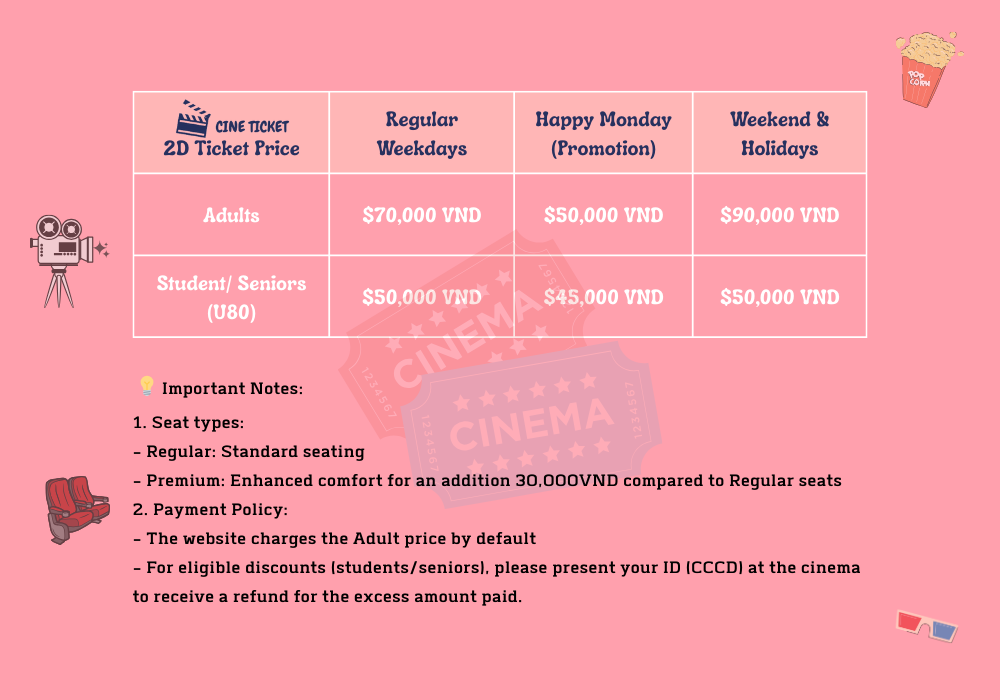 CINE TICKET
2D Ticket Price
Regular
Weekdays
Happy Monday
(Promotion)
Weekend &
Holidays
Adults
$70,000 VND
$50,000 VND
$90,000 VND
Student/ Seniors
(U80)
$50,000 VND
$45,000 VND
$50,000 VND
Important Notes:
1. Seat types:
- Regular: Standard seating
- Premium: Enhanced comfort for an addition 30,000VND compared to Regular seats
2. Payment Policy:
- The website charges the Adult price by default
- For eligible discounts (students/seniors), please present your ID (CCCD) at the cinema
to receive a refund for the excess amount paid.
POP
CORN
CINEMA
1234567
1234567
CINEMA
1234567
1234567